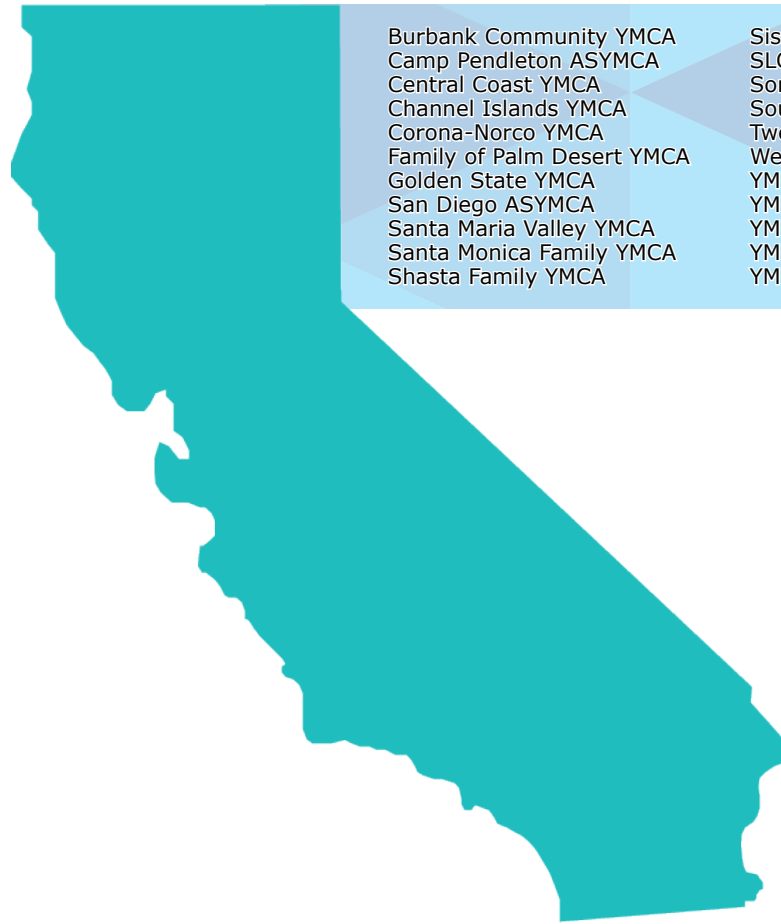 Burbank Community YMCA
Camp Pendleton ASYMCA
Central Coast YMCA
Channel Islands YMCA
Corona-Norco YMCA
Family of Palm Desert YMCA
Golden State YMCA
San Diego ASYMCA
Santa Maria Valley YMCA
Santa Monica Family YMCA
Shasta Family YMCA